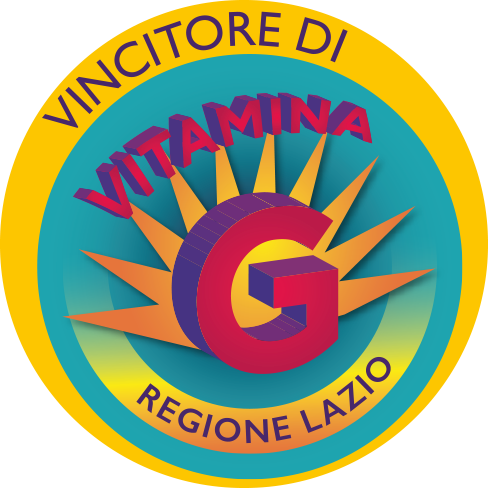 VINCITORE DI
VITAMINA
G
REGIONE LAZIO